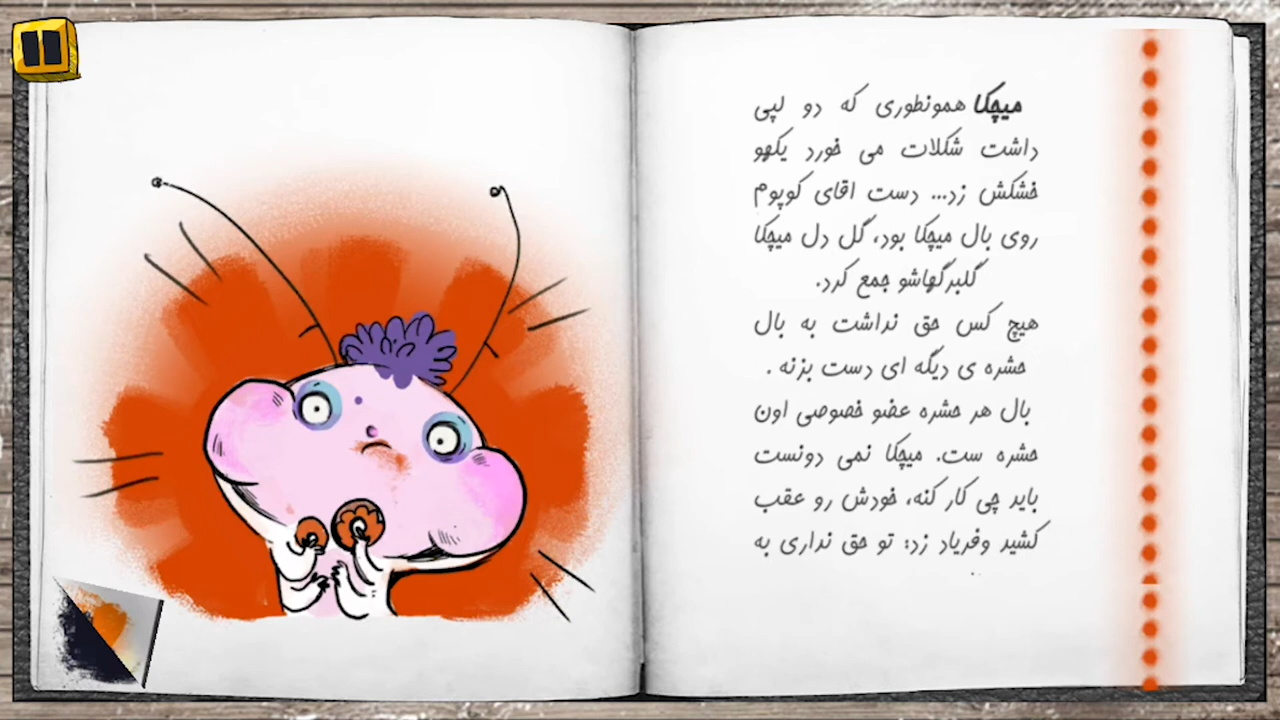 میچکا همونطوری که دو لپی
داشت شکلات می خورد یکهو
خشکش زد... دست اقای کوپوم
روی بال میچکا بود، گل دل میچکا
گلبرگهاشو جمع کرد.
هیچ کس حق نداشت به بال
حشره ی دیگه ای دست بزنه .
بال هر حشره عضو خصوصی اون
حشره ست. میچکا نمی دونست
باید چی کار کنه، خودش رو عقب
کشید وفریاد زد: تو حق نداری به